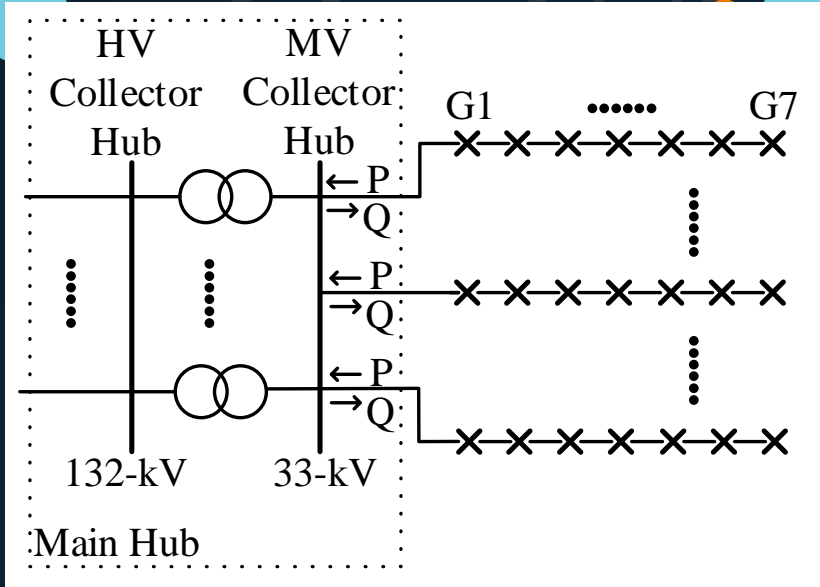 HV
Collector
Hub
MV
Collector
Hub
G1
G7
P
Q
P
Q
P
Q
132-kV
33-kV
Main Hub